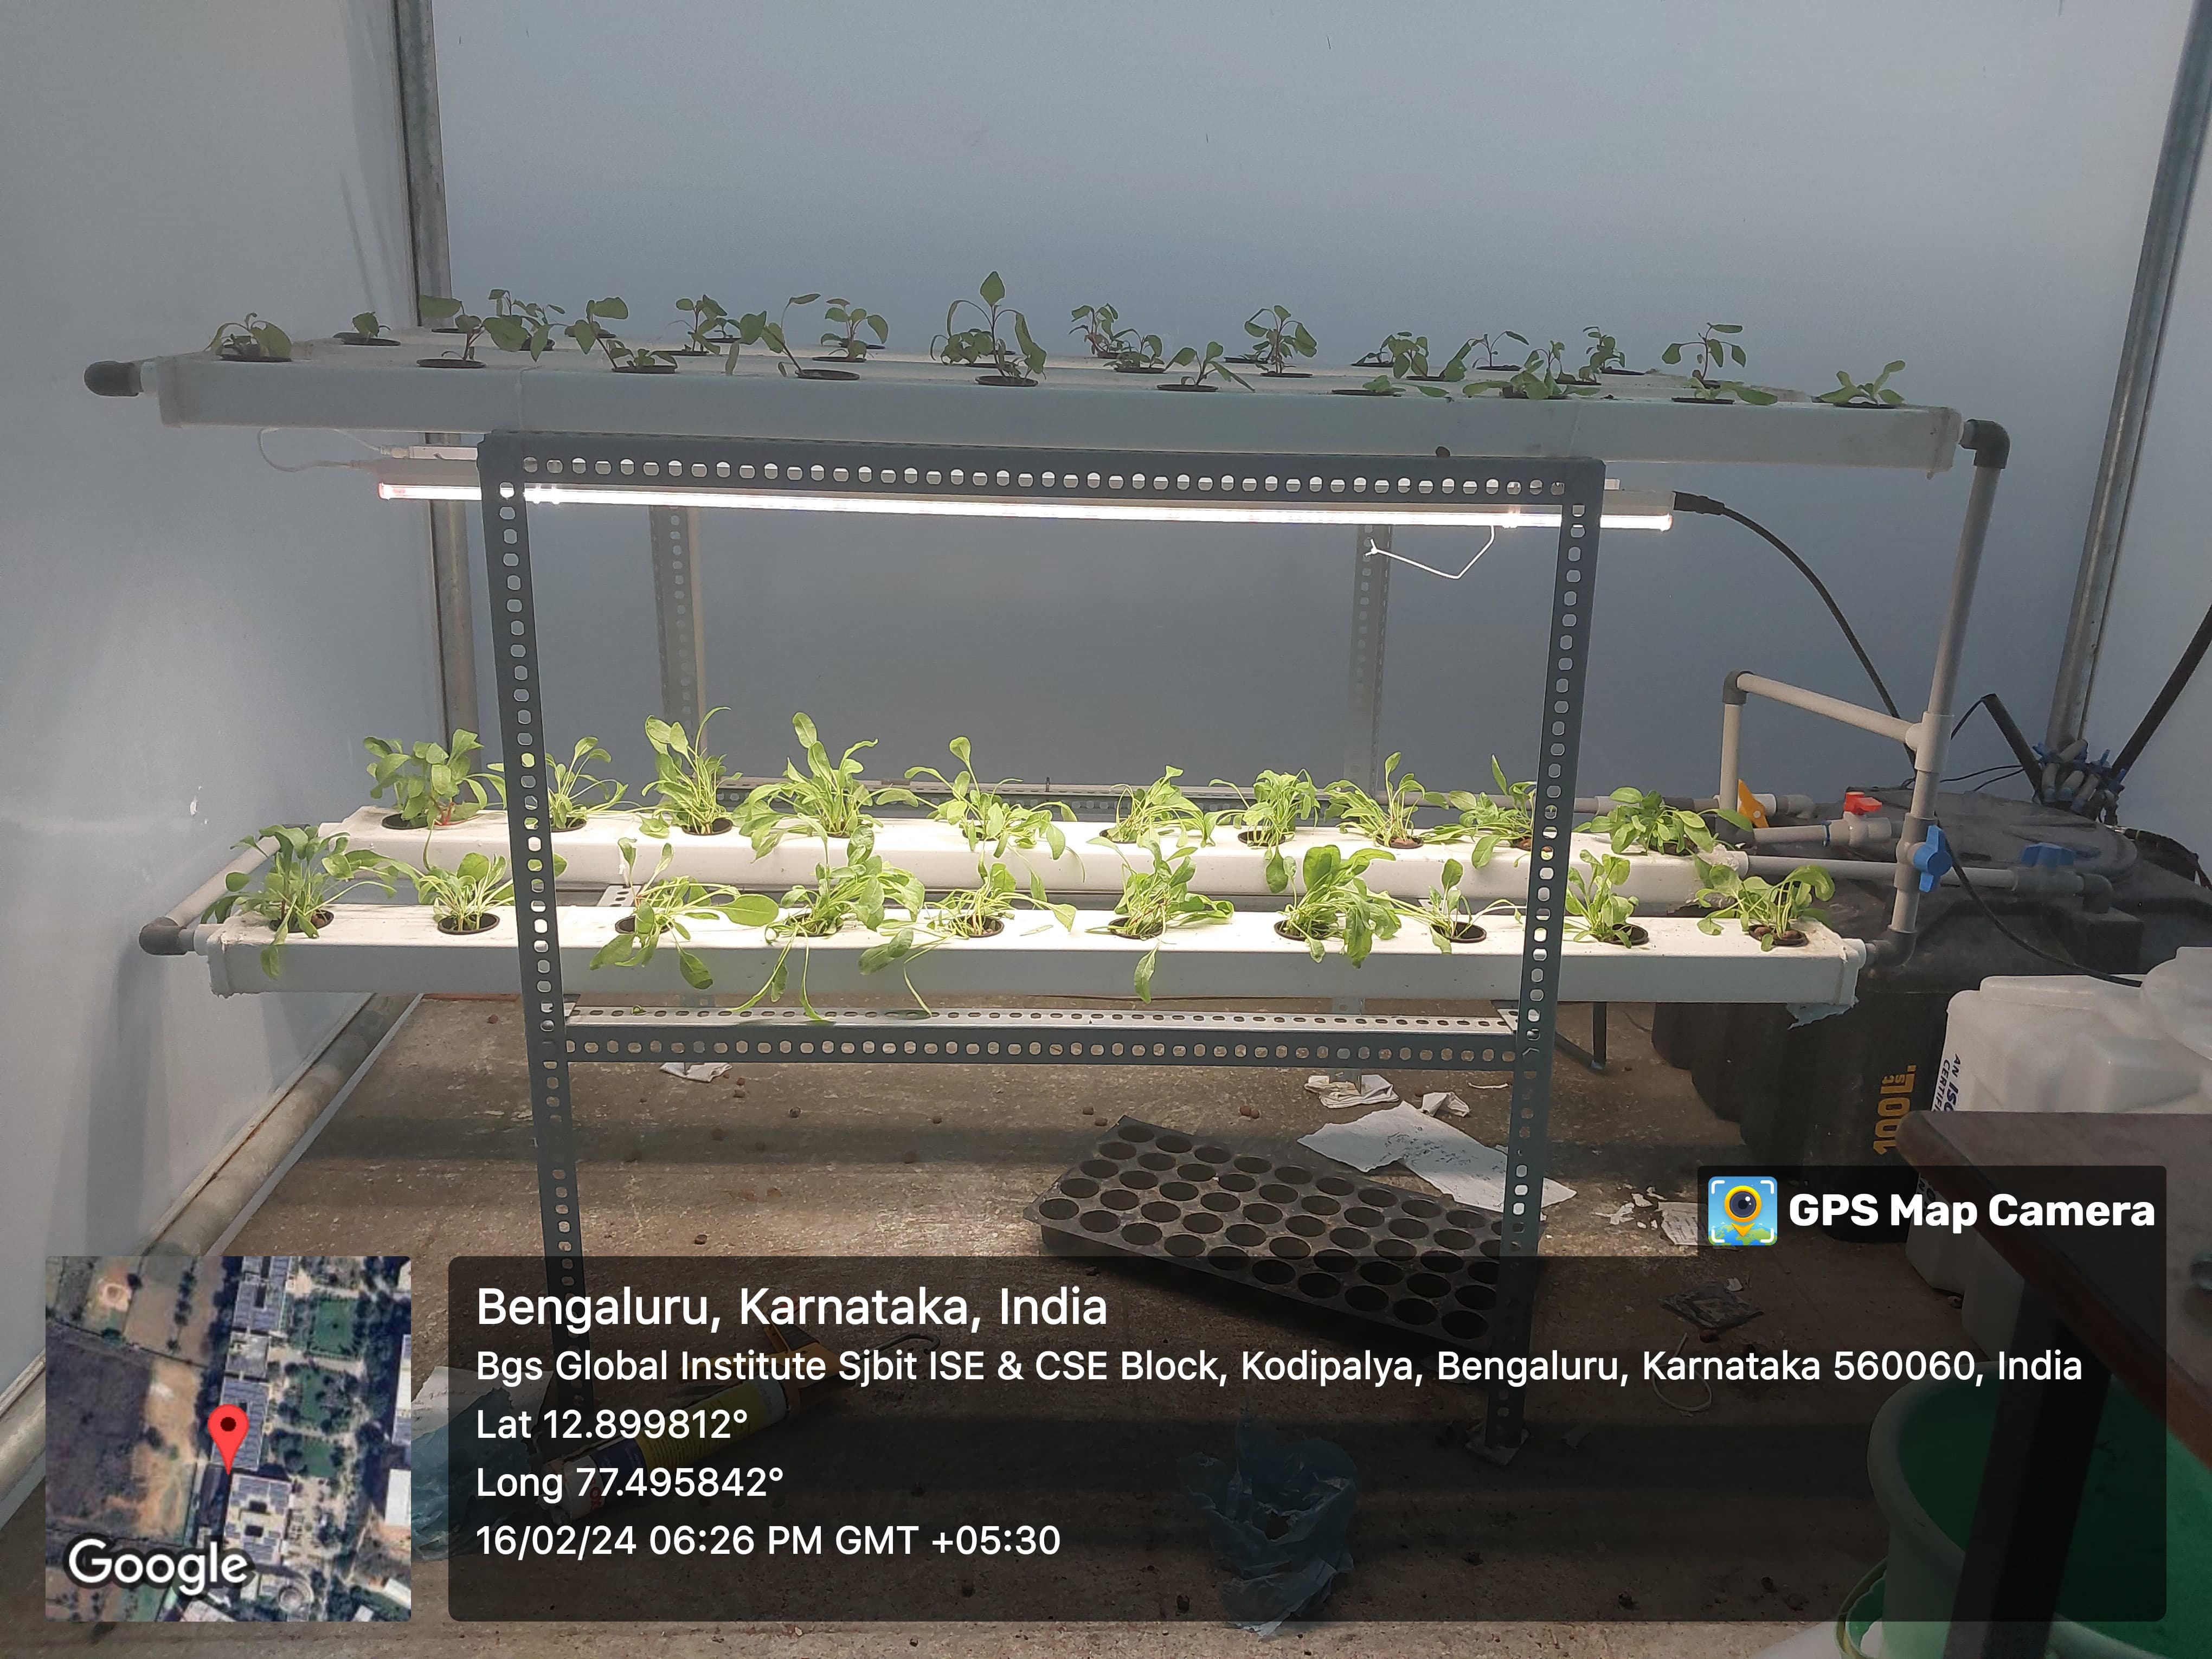 100L
GPS Map Camera
Bengaluru, Karnataka, India
Bgs Global Institute Sjbit ISE & CSE Block, Kodipalya, Bengaluru, Karnataka 560060, India
Lat 12.899812°
Long 77.495842°
16/02/24 06:26 PM GMT +05:30
Google